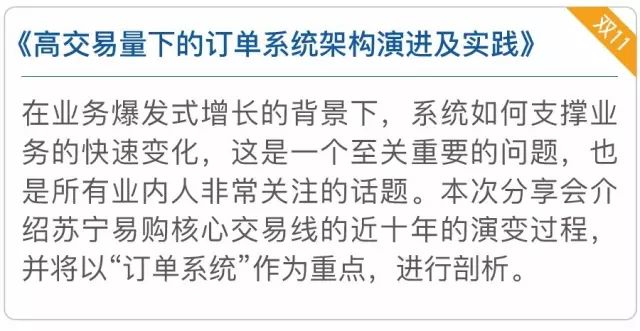 双11
《高交易量下的订单系统架构演进及实践》
在业务爆发式增长的背景下，系统如何支撑业
务的快速变化，这是一个至关重要的问题，也
是所有业内人非常关注的话题。本次分享会介
绍苏宁易购核心交易线的近十年的演变过程，
并将以“订单系统”作为重点，进行剖析。